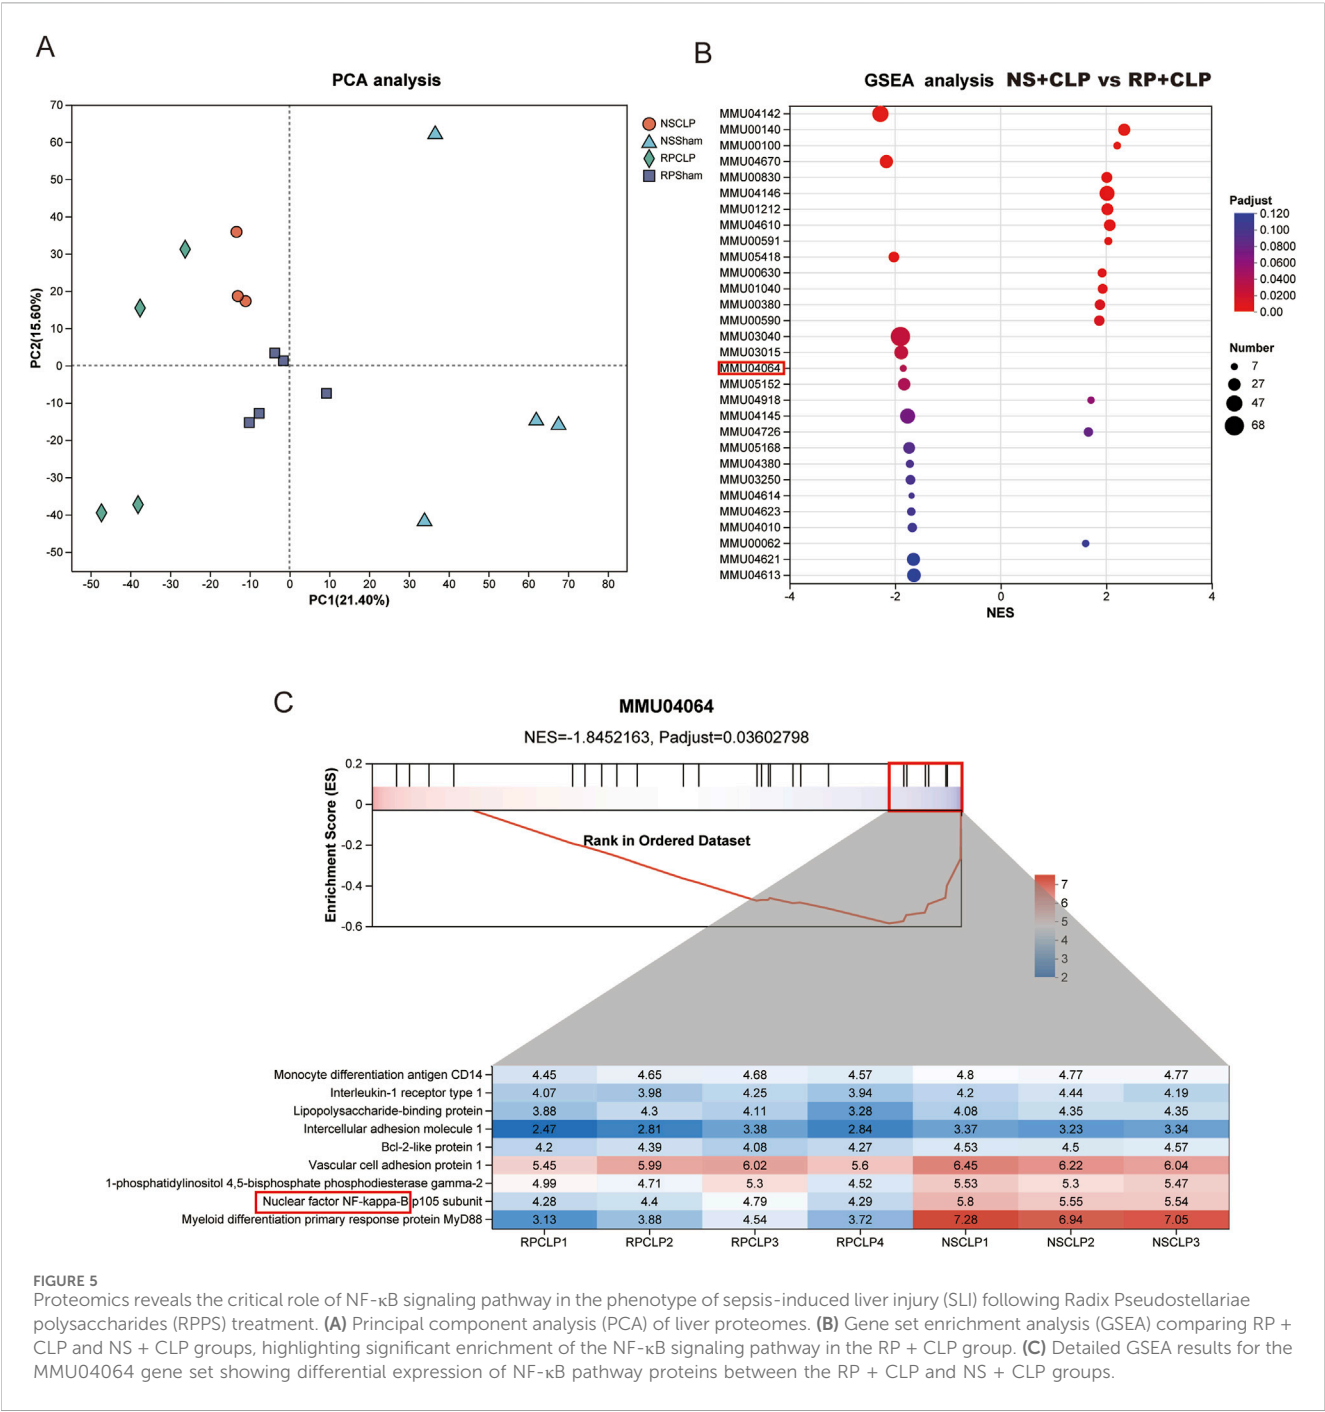 A
PCA analysis
PC2(15.60%)
70
60
50
40
30
20
10
0
-10
-20
-30
-40
-50
-50 -40 -30 -20 -10 0 10 20 30 40 50 60 70 80
PC1(21.40%)
NSCLP
NSSham
RPCLP
RPSham
B
GSEA analysis NS+CLP vs RP+CLP
MMU04142
MMU00140
MMU00100
MMU04670
MMU00830
MMU04146
MMU01212
MMU04610
MMU00591
MMU05418
MMU00630
MMU01040
MMU00380
MMU00590
MMU03040
MMU03015
MMU04064
MMU05152
MMU04918
MMU04145
MMU04726
MMU05168
MMU04380
MMU03250
MMU04614
MMU04623
MMU04010
MMU00062
MMU04621
MMU04613
-4 -2 0 2 4
NES
Padjust
0.120
0.100
0.0800
0.0600
0.0400
0.0200
0.00
Number
7
27
47
68
C
MMU04064
NES=-1.8452163, Padjust=0.03602798
Enrichment Score (ES)
0.2
0
-0.2
-0.4
-0.6
Rank in Ordered Dataset
7
6
5
4
3
2
Monocyte differentiation antigen CD14 4.45 4.65 4.68 4.57 4.8 4.77 4.77
Interleukin-1 receptor type 1 4.07 3.98 4.25 3.94 4.2 4.44 4.19
Lipopolysaccharide-binding protein 3.88 4.3 4.11 3.28 4.08 4.35 4.35
Intercellular adhesion molecule 1 2.47 2.81 3.38 2.84 3.37 3.23 3.34
Bcl-2-like protein 1 4.2 4.39 4.08 4.27 4.53 4.5 4.57
Vascular cell adhesion protein 1 5.45 5.99 6.02 5.6 6.45 6.22 6.04
1-phosphatidylinositol 4,5-bisphosphate phosphodiesterase gamma-2 4.99 4.71 5.3 4.52 5.53 5.3 5.47
Nuclear factor NF-kappa-B p105 subunit 4.28 4.4 4.79 4.29 5.8 5.55 5.54
Myeloid differentiation primary response protein MyD88 3.13 3.88 4.54 3.72 7.28 6.94 7.05
RPCLP1 RPCLP2 RPCLP3 RPCLP4 NSCLP1 NSCLP2 NSCLP3
FIGURE 5
Proteomics reveals the critical role of NF-κB signaling pathway in the phenotype of sepsis-induced liver injury (SLI) following Radix Pseudostellariae
polysaccharides (RPPS) treatment. (A) Principal component analysis (PCA) of liver proteomes. (B) Gene set enrichment analysis (GSEA) comparing RP +
CLP and NS + CLP groups, highlighting significant enrichment of the NF-κB signaling pathway in the RP + CLP group. (C) Detailed GSEA results for the
MMU04064 gene set showing differential expression of NF-κB pathway proteins between the RP + CLP and NS + CLP groups.